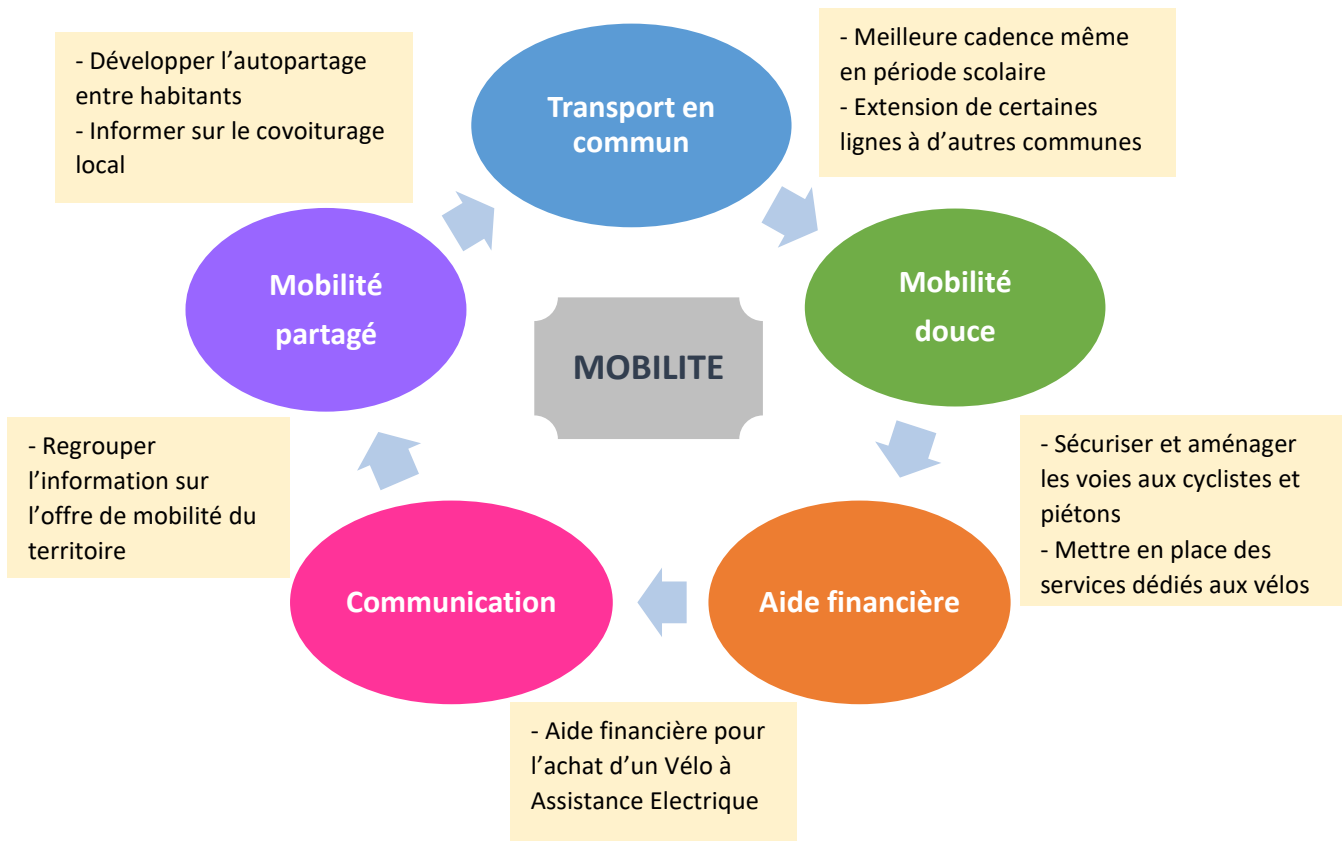 - Développer l’autopartage
entre habitants
- Informer sur le covoiturage
local
Transport en
commun
- Meilleure cadence même
en période scolaire
- Extension de certaines
lignes à d’autres communes
Mobilité
partagé
Mobilité
douce
MOBILITE
- Regrouper
l’information sur
l’offre de mobilité du
territoire
- Sécuriser et aménager
les voies aux cyclistes et
piétons
- Mettre en place des
services dédiés aux vélos
Communication
Aide financière
- Aide financière pour
l’achat d’un Vélo à
Assistance Electrique